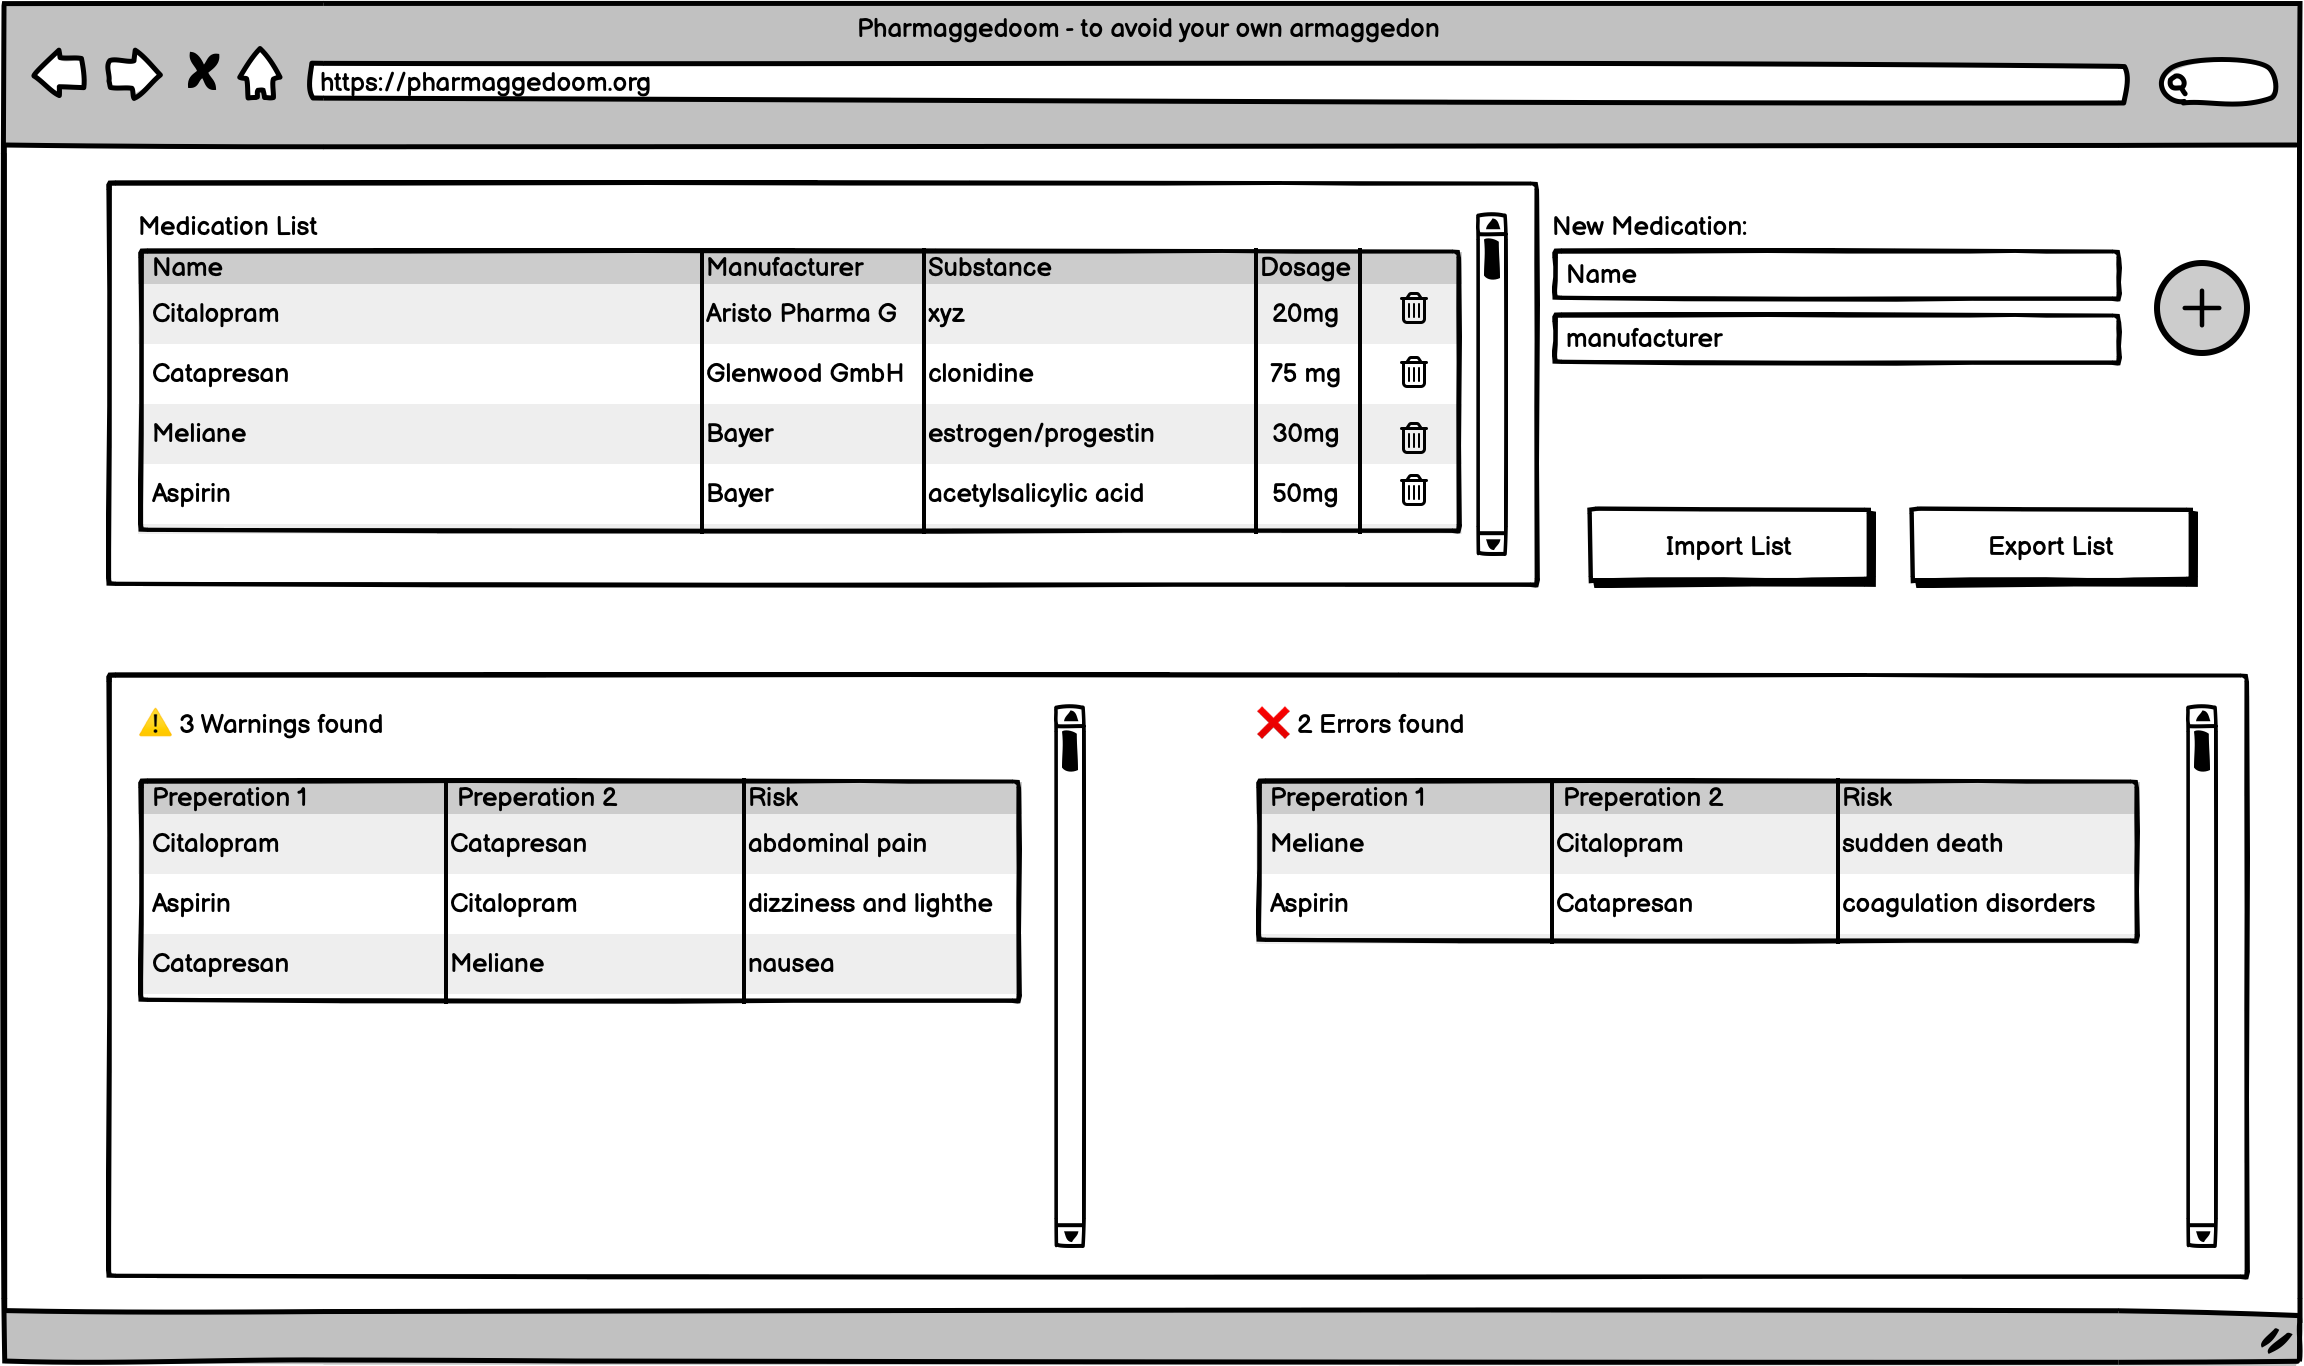 Pharmaggedoom - to avoid your own armaggedon
https://pharmaggedoom.org
Medication List
Name Manufacturer Substance Dosage
Citalopram Aristo Pharma G xyz 20mg
Catapresan Glenwood GmbH clonidine 75 mg
Meliane Bayer estrogen/progestin 30mg
Aspirin Bayer acetylsalicylic acid 50mg
New Medication:
Name
manufacturer
Import List Export List
3 Warnings found
Preperation 1 Preperation 2 Risk
Citalopram Catapresan abdominal pain
Aspirin Citalopram dizziness and lighthe
Catapresan Meliane nausea
2 Errors found
Preperation 1 Preperation 2 Risk
Meliane Citalopram sudden death
Aspirin Catapresan coagulation disorders